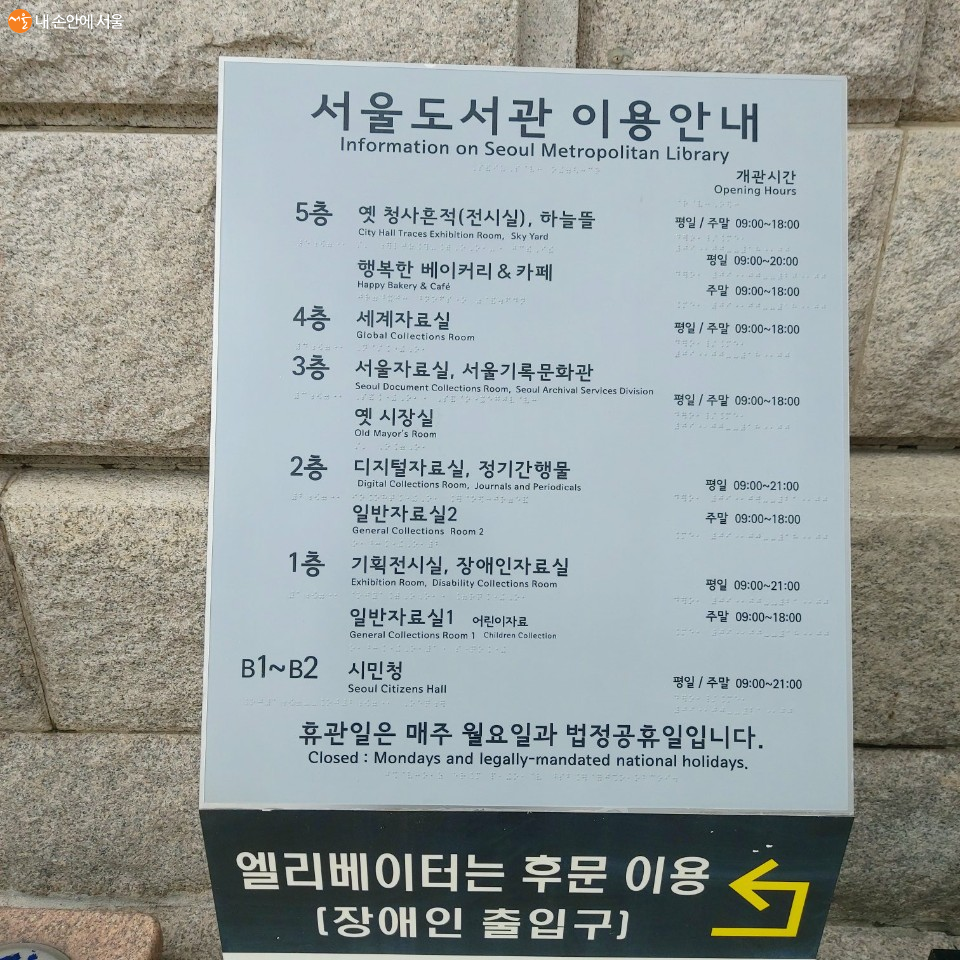 서울 내 손안에 서울
서울도서관 이용안내
Information on Seoul Metropolitan Library
개관시간
Opening Hours
5층 옛 청사흔적(전시실), 하늘뜰 평일 / 주말 09:00~18:00
City Hall Traces Exhibition Room, Sky Yard
행복한 베이커리 & 카페 평일 09:00~20:00
Happy Bakery & Café 주말 09:00~18:00
4층 세계자료실 평일 / 주말 09:00~18:00
Global Collections Room
3층 서울자료실, 서울기록문화관
Seoul Document Collections Room, Seoul Archival Services Division
평일 / 주말 09:00~18:00
옛 시장실
Old Mayor's Room
2층 디지털자료실, 정기간행물
Digital Collections Room, Journals and Periodicals 평일 09:00~21:00
일반자료실2 주말 09:00~18:00
General Collections Room 2
1층 기획전시실, 장애인자료실
Exhibition Room, Disability Collections Room 평일 09:00~21:00
일반자료실1 어린이자료 주말 09:00~18:00
General Collections Room 1 Children Collection
B1~B2 시민청 평일 / 주말 09:00~21:00
Seoul Citizens Hall
휴관일은 매주 월요일과 법정공휴일입니다.
Closed : Mondays and legally-mandated national holidays.
엘리베이터는 후문 이용
(장애인 출입구)